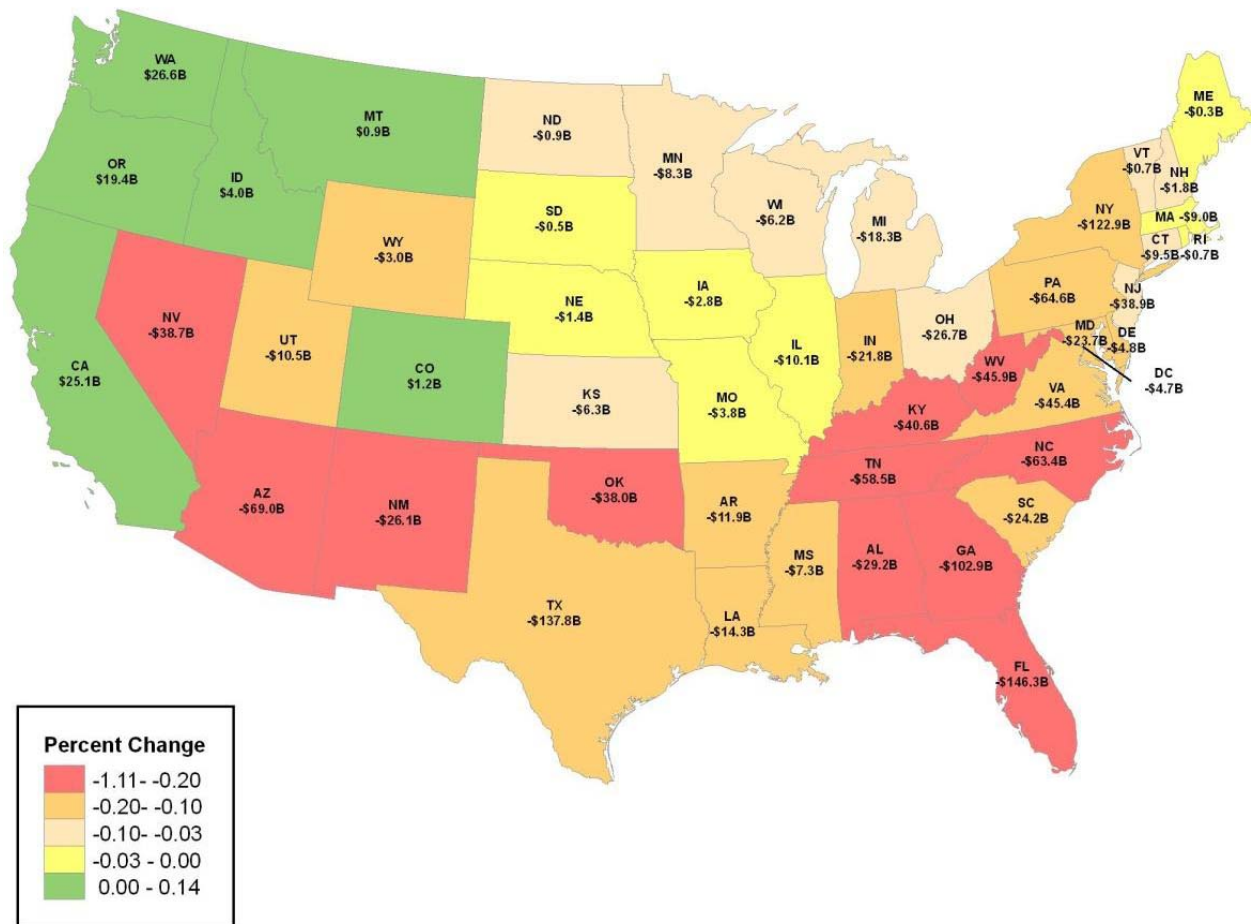 WA
$26.6B
MT
$0.9B
ND
-$0.9B
MN
-$8.3B
ME
-$0.3B
VT
-$0.7B
NH
-$1.8B
OR
$19.4B
ID
$4.0B
SD
-$0.5B
WI
-$6.2B
MI
-$18.3B
NY
-$122.9B
MA -$9.0B
CT
-$9.5B
RI
-$0.7B
WY
-$3.0B
IA
-$2.8B
NE
-$1.4B
PA
-$64.6B
NJ
-$38.9B
NV
-$38.7B
UT
-$10.5B
CO
$1.2B
IL
-$10.1B
IN
-$21.8B
OH
-$26.7B
MD
-$23.7B
DE
-$4.8B
DC
-$4.7B
CA
$25.1B
KS
-$6.3B
MO
-$3.8B
WV
-$45.9B
VA
-$45.4B
KY
-$40.6B
NC
-$63.4B
TN
-$58.5B
AZ
-$69.0B
NM
-$26.1B
OK
-$38.0B
AR
-$11.9B
SC
-$24.2B
MS
-$7.3B
AL
-$29.2B
GA
-$102.9B
TX
-$137.8B
LA
-$14.3B
FL
-$146.3B
Percent Change
-1.11- -0.20
-0.20- -0.10
-0.10- -0.03
-0.03 - 0.00
0.00 - 0.14